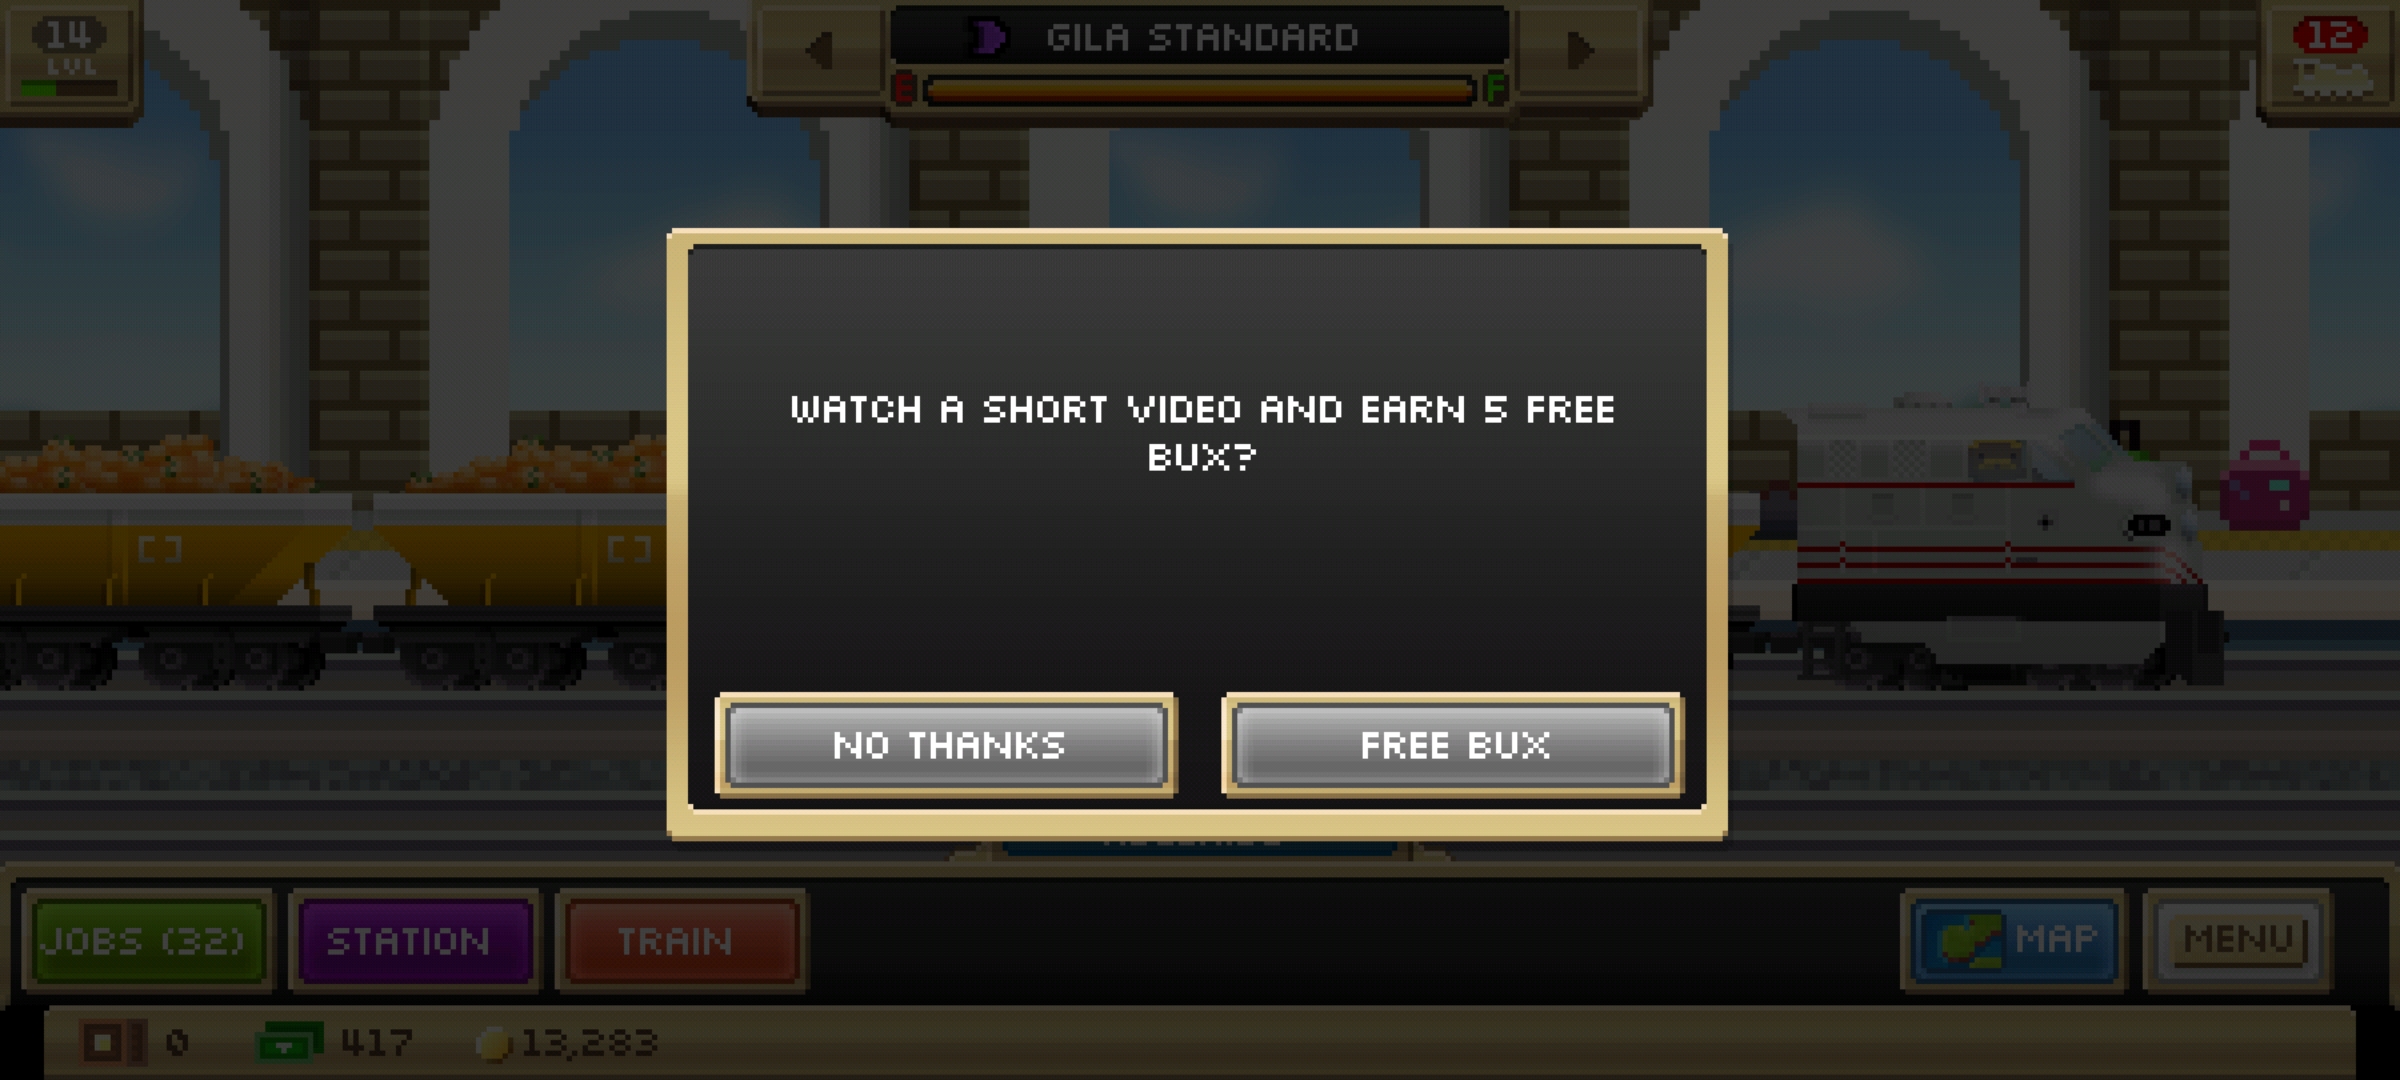 14
LVL
GILA STANDARD
E F
12
WATCH A SHORT VIDEO AND EARN 5 FREE
BUX?
NO THANKS
FREE BUX
JOBS (32)
STATION
TRAIN
MAP
MENU
0
417
13,283